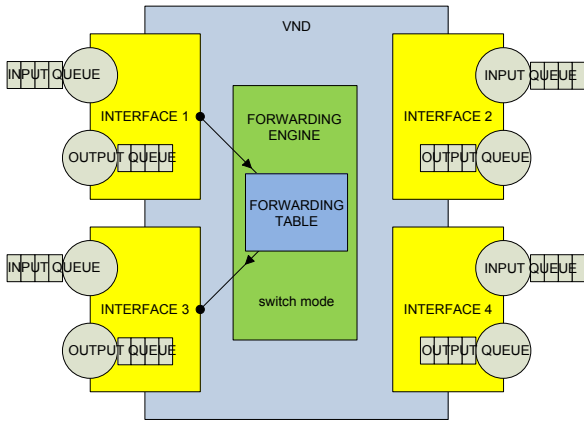 VND
INPUT QUEUE
INTERFACE 1
OUTPUT QUEUE
FORWARDING
ENGINE
FORWARDING
TABLE
switch mode
INPUT QUEUE
INTERFACE 2
OUTPUT QUEUE
INPUT QUEUE
INTERFACE 3
OUTPUT QUEUE
INPUT QUEUE
INTERFACE 4
OUTPUT QUEUE